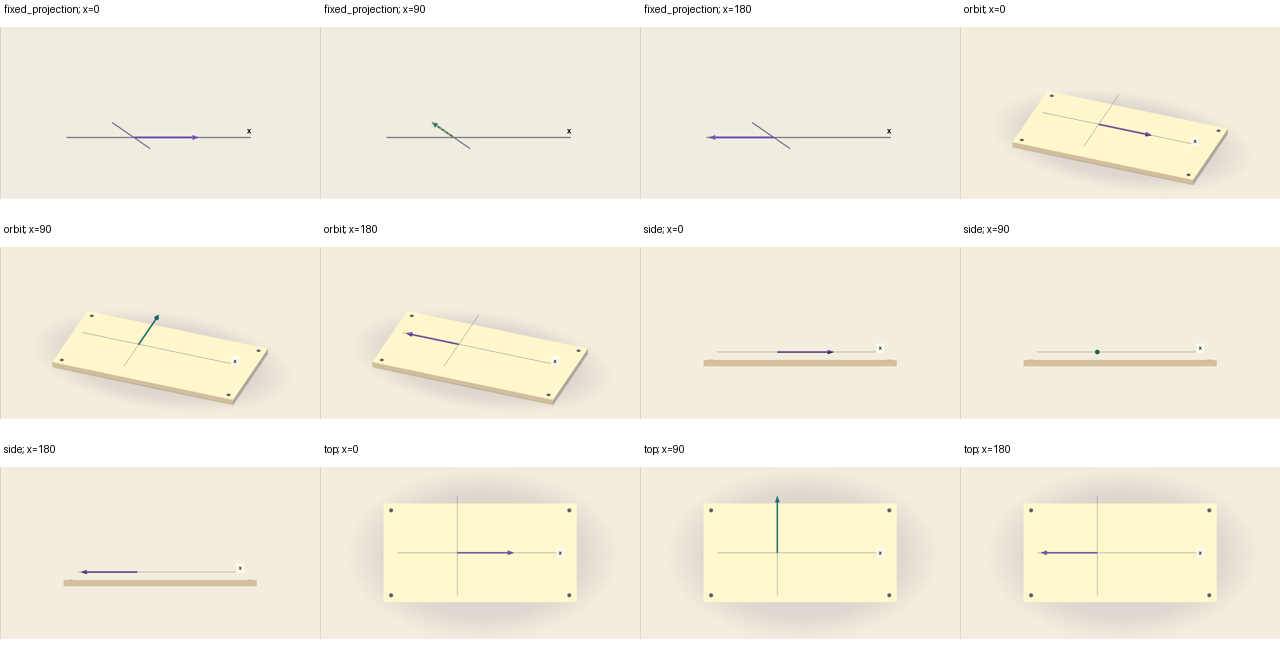 fixed_projection; x=0
fixed_projection; x=90
fixed_projection; x=180
orbit; x=0
x
x
x
x
orbit; x=90
orbit; x=180
side; x=0
side; x=90
x
x
x
x
side; x=180
top; x=0
top; x=90
top; x=180
x
x
x
x